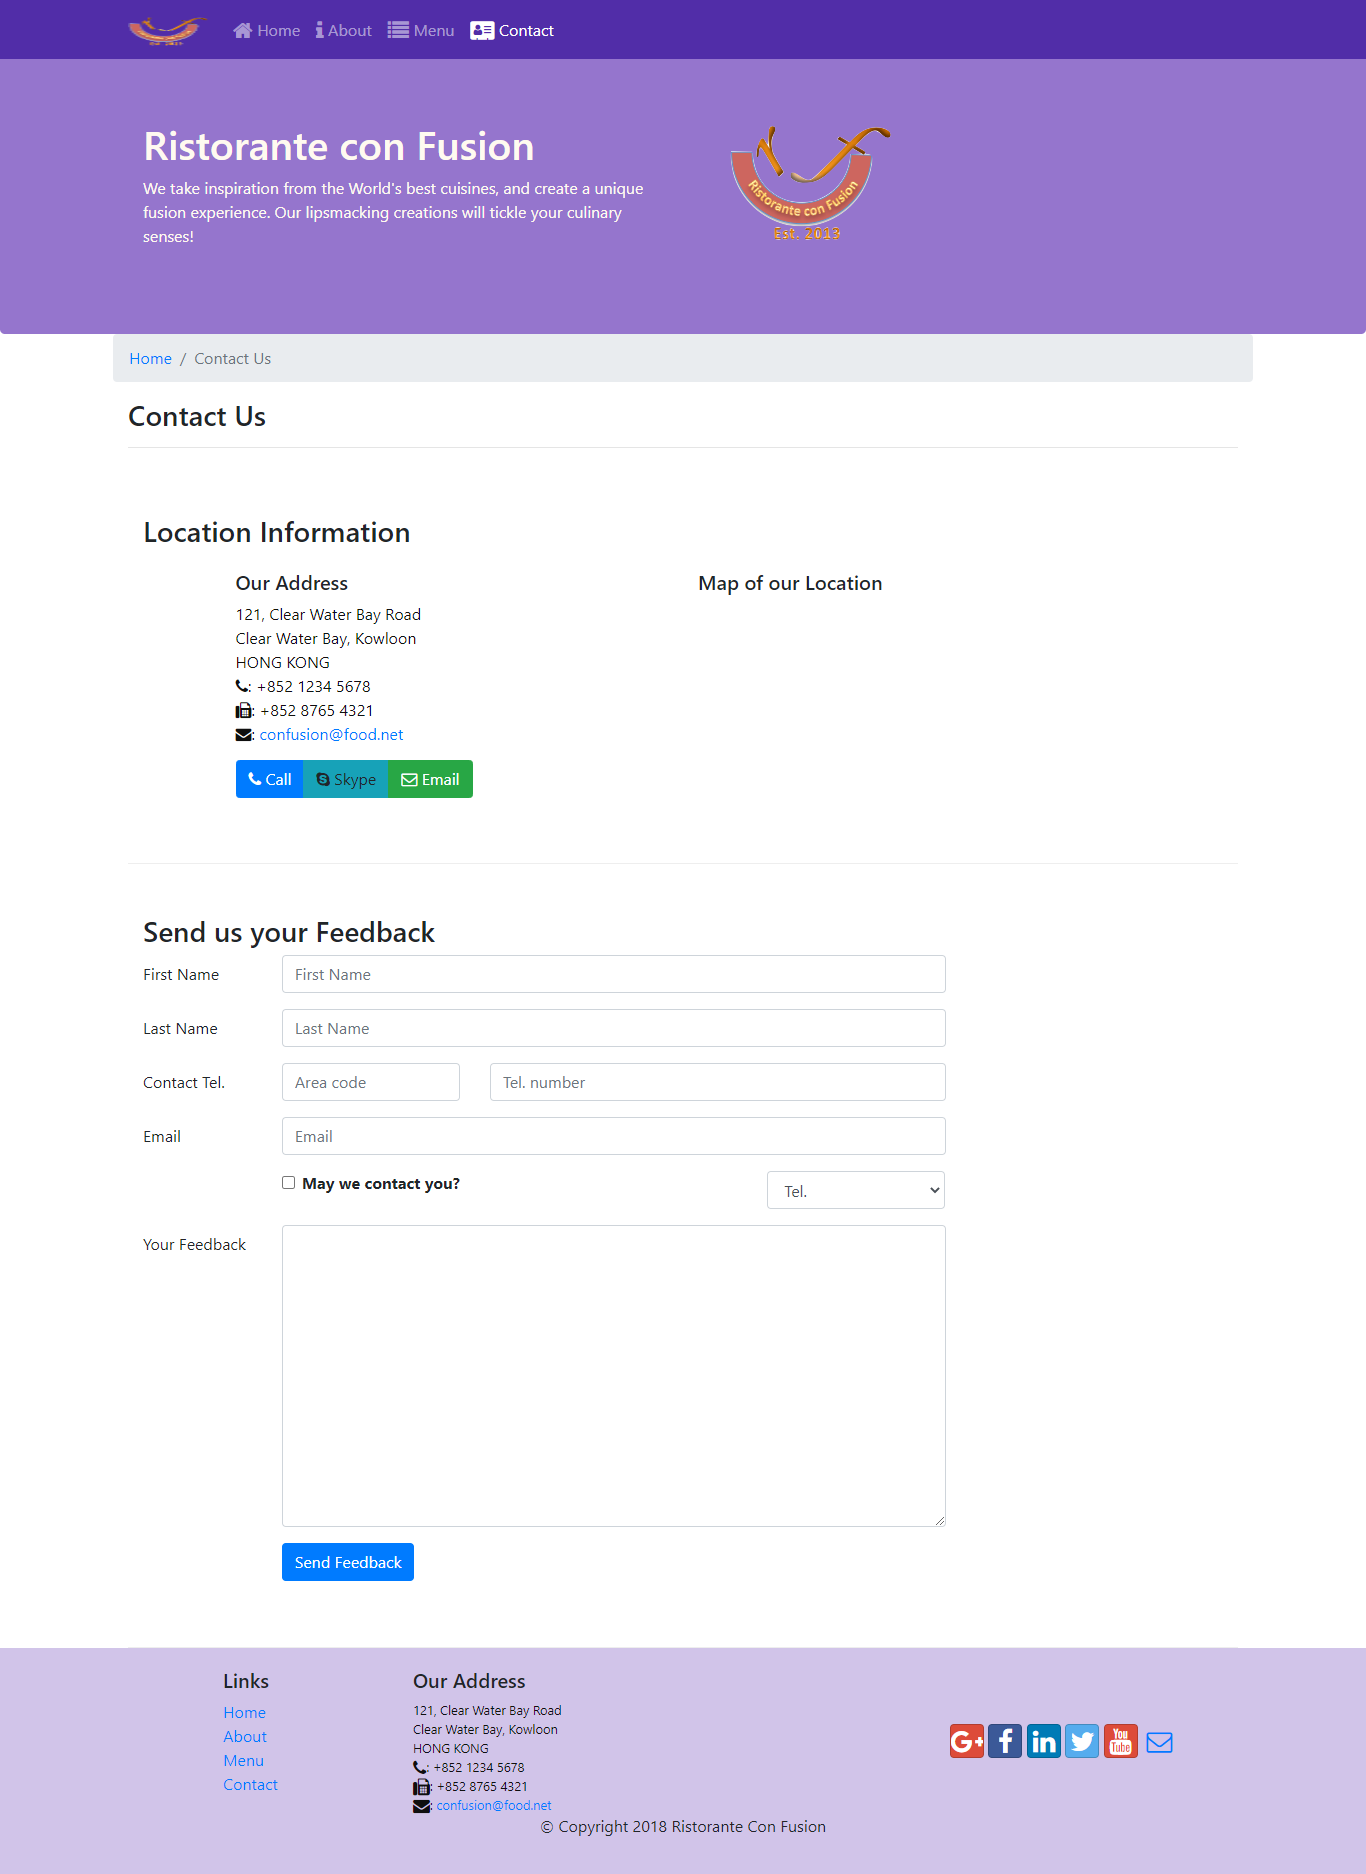 Home About Menu Contact
Ristorante con Fusion
We take inspiration from the World's best cuisines, and create a unique
fusion experience. Our lipsmacking creations will tickle your culinary
senses!
Ristorante con Fusion
Est. 2013
Home / Contact Us
Contact Us
Location Information
Our Address
121, Clear Water Bay Road
Clear Water Bay, Kowloon
HONG KONG
: +852 1234 5678
: +852 8765 4321
: confusion@food.net
Call Skype Email
Map of our Location
Send us your Feedback
First Name First Name
Last Name Last Name
Contact Tel. Area code Tel. number
Email Email
May we contact you? Tel.
Your Feedback
Send Feedback
Links
Home
About
Menu
Contact
Our Address
121, Clear Water Bay Road
Clear Water Bay, Kowloon
HONG KONG
: +852 1234 5678
: +852 8765 4321
: confusion@food.net
G+ f in You Tube
© Copyright 2018 Ristorante Con Fusion